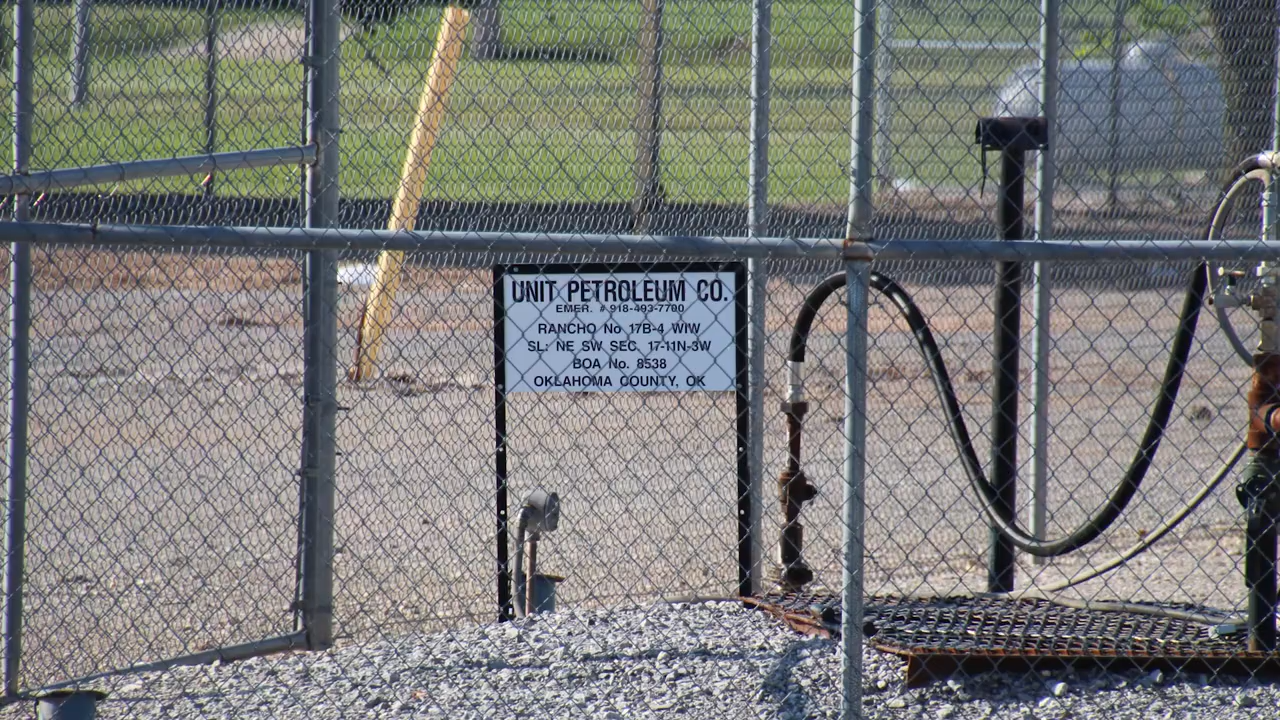 UNIT PETROLEUM CO.
EMER. # 918-493-7700
RANCHO No 17B-4 WIW
SL: NE SW SEC 17-11N-3W
BOA No. 8538
OKLAHOMA COUNTY, OK